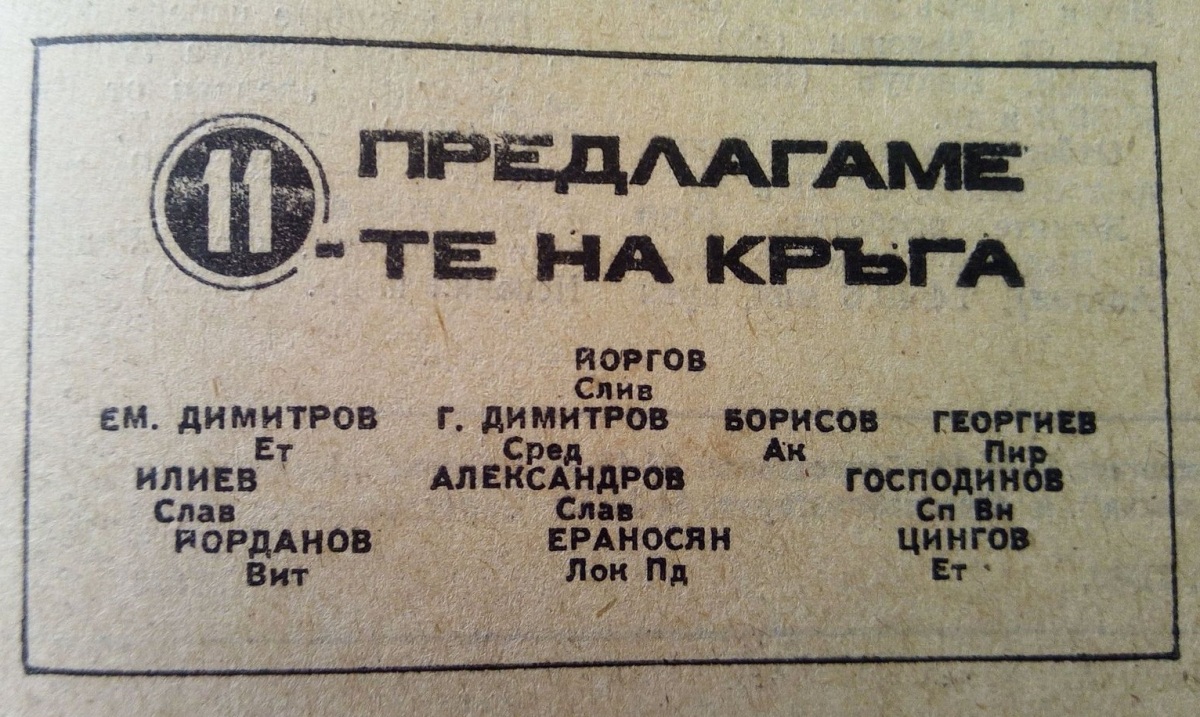 ПРЕДЛАГАМЕ
11-ТЕ НА КРЪГА
ЙОРГОВ
Слив
ЕМ. ДИМИТРОВ Г. ДИМИТРОВ БОРИСОВ ГЕОРГИЕВ
Ет Сред Ак Пир
ИЛИЕВ АЛЕКСАНДРОВ ГОСПОДИНОВ
Слав Слав Сп Вн
ЙОРДАНОВ ЕРАНОСЯН ЦИНГОВ
Вит Лок Пд Ет